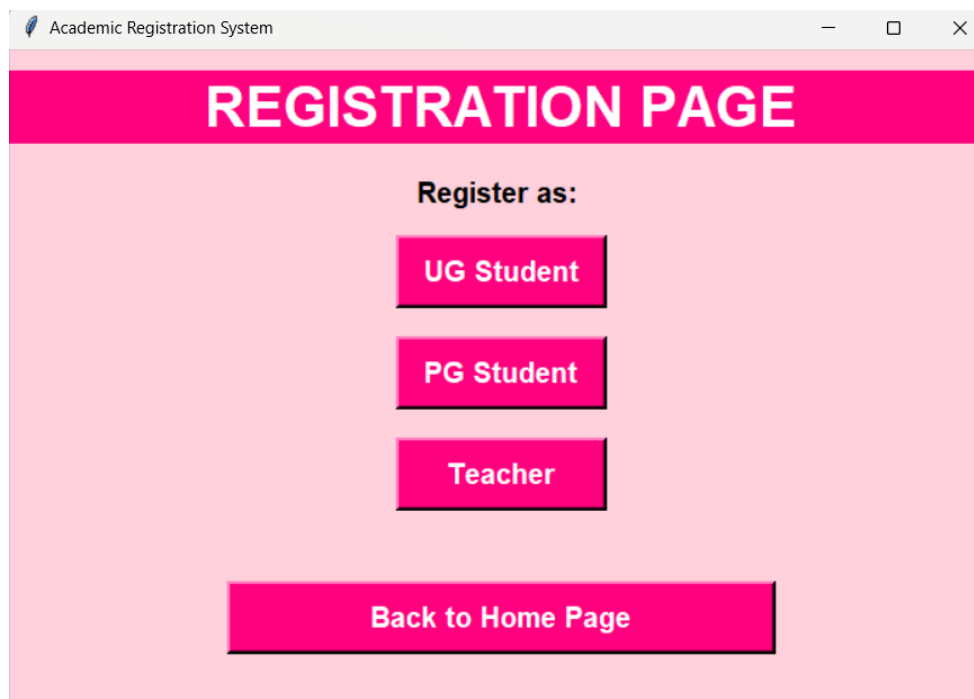 Academic Registration System
REGISTRATION PAGE
Register as:
UG Student
PG Student
Teacher
Back to Home Page